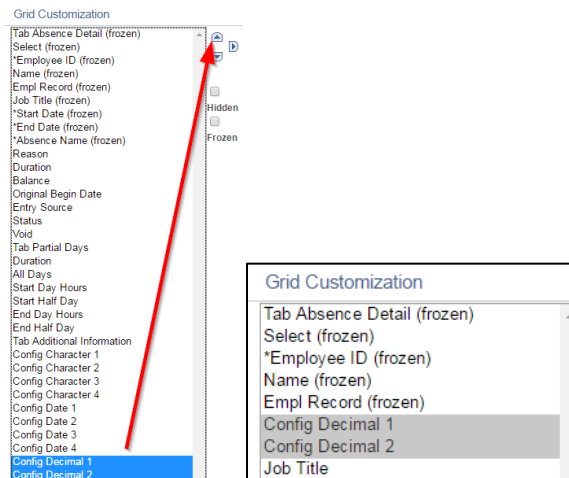 Grid Customization
Tab Absence Detail (frozen)
Select (frozen)
*Employee ID (frozen)
Name (frozen)
Empl Record (frozen)
Job Title (frozen)
*Start Date (frozen)
*End Date (frozen)
*Absence Name (frozen)
Reason
Duration
Balance
Original Begin Date
Entry Source
Status
Void
Tab Partial Days
Duration
All Days
Start Day Hours
Start Half Day
End Day Hours
End Half Day
Tab Additional Information
Config Character 1
Config Character 2
Config Character 3
Config Character 4
Config Date 1
Config Date 2
Config Date 3
Config Date 4
Config Decimal 1
Config Decimal 2
Hidden
Frozen
Grid Customization
Tab Absence Detail (frozen)
Select (frozen)
*Employee ID (frozen)
Name (frozen)
Empl Record (frozen)
Config Decimal 1
Config Decimal 2
Job Title